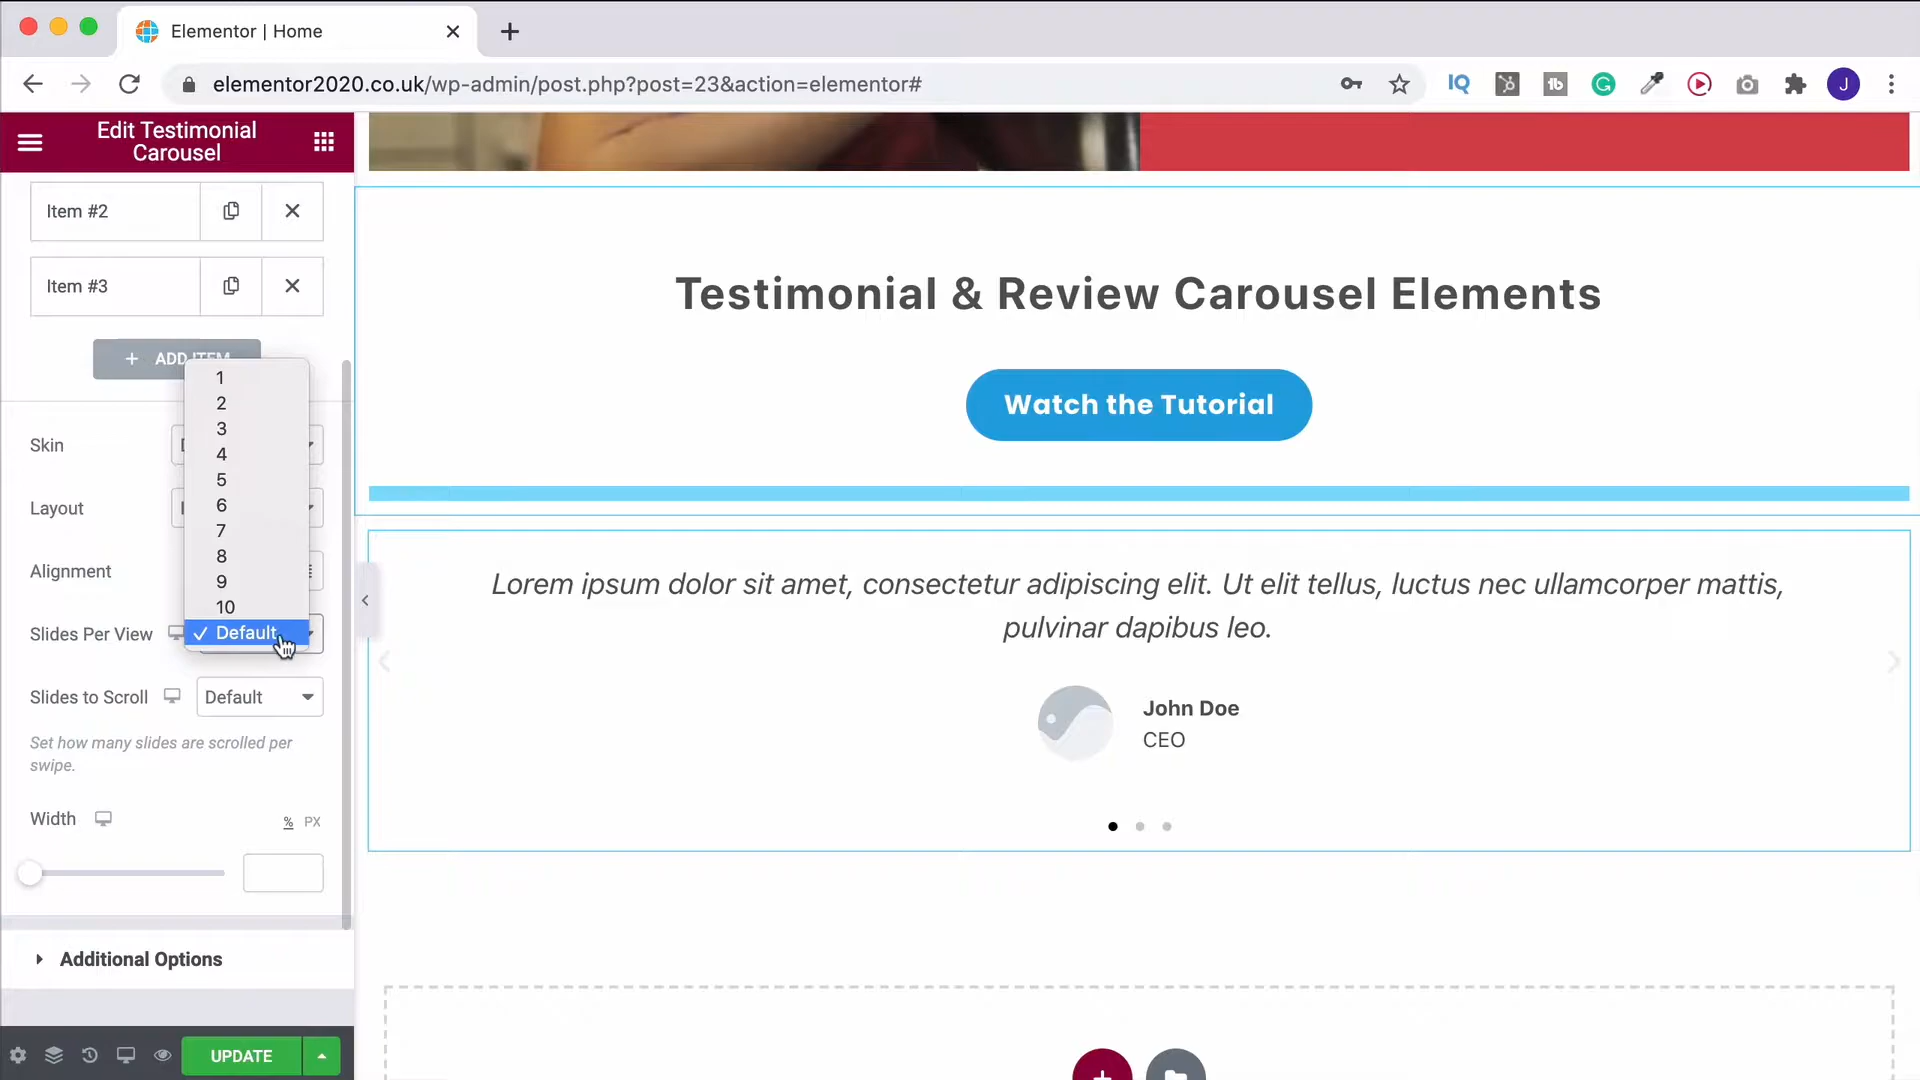 Elementor | Home
elementor2020.co.uk/wp-admin/post.php?post=23&action=elementor#
IQ
tb
G
J
Edit Testimonial
Carousel
Item #2
Item #3
+ ADD ITEM
1
2
3
4
5
6
7
8
9
10
✓ Default
Skin
Layout
Alignment
Slides Per View
Slides to Scroll
Default
Set how many slides are scrolled per
swipe.
Width
% PX
Additional Options
UPDATE
Testimonial & Review Carousel Elements
Watch the Tutorial
Lorem ipsum dolor sit amet, consectetur adipiscing elit. Ut elit tellus, luctus nec ullamcorper mattis,
pulvinar dapibus leo.
John Doe
CEO